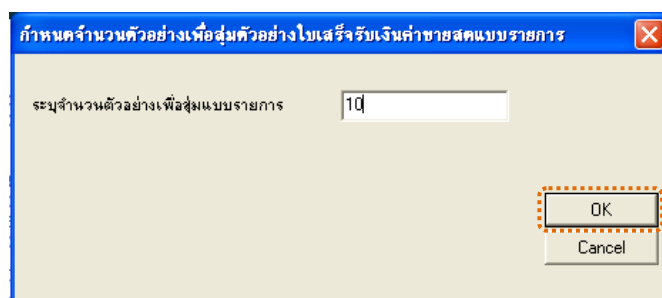 กำหนดจำนวนตัวอย่างเพื่อสุ่มตัวอย่างใบเสร็จรับเงินค่าขายสดแบบรายการ
ระบุจำนวนตัวอย่างเพื่อสุ่มแบบรายการ 10
OK
Cancel